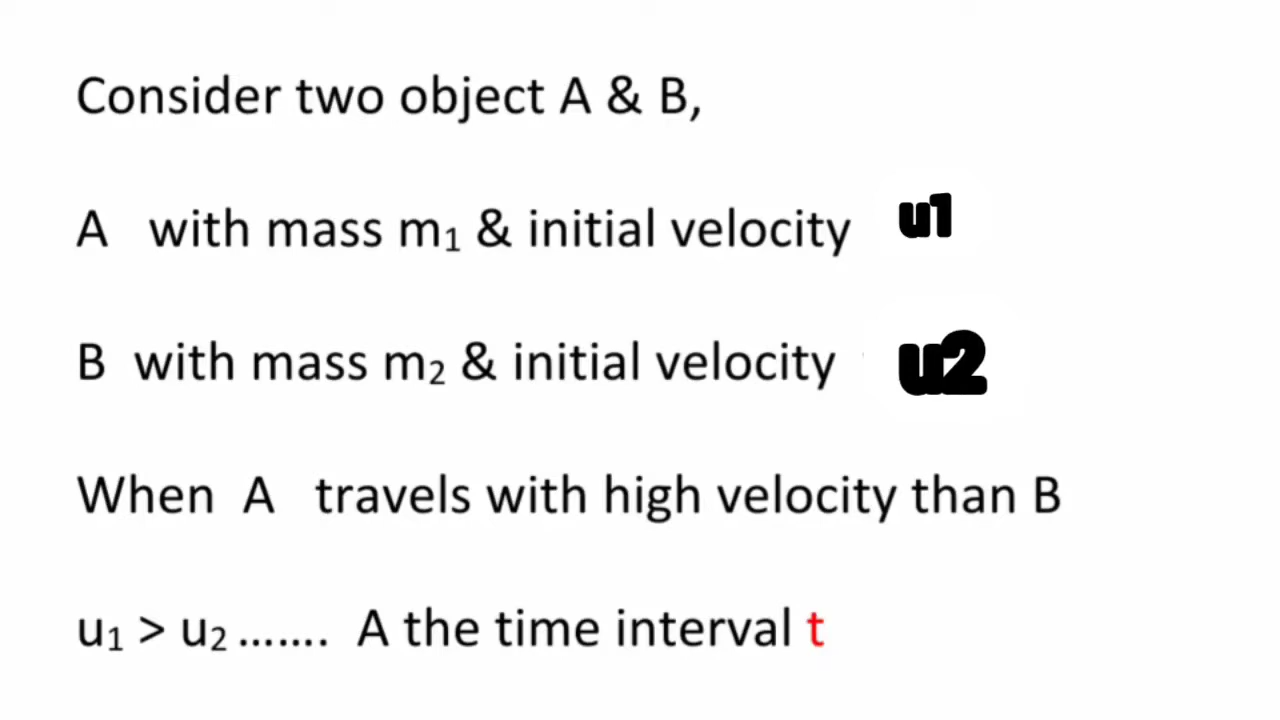 Consider two object A & B,
A with mass m₁ & initial velocity u1
B with mass m₂ & initial velocity u2
When A travels with high velocity than B
u₁ > u₂ ....... A the time interval t